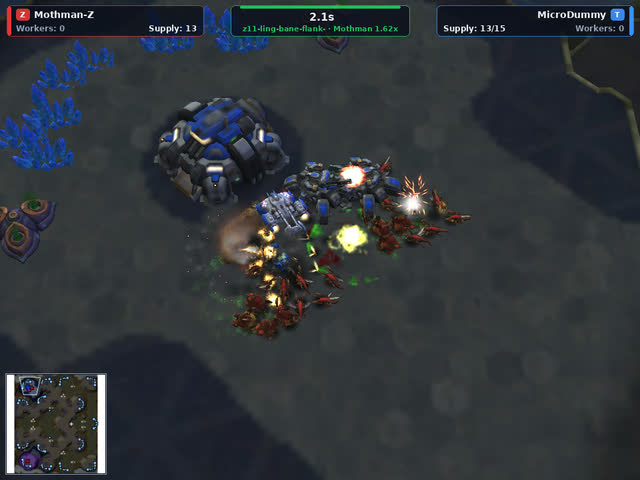 Z Mothman-Z
Workers: 0 Supply: 13
2.1s
z11-ling-bane-flank- · Mothman 1.62x
MicroDummy T
Supply: 13/15 Workers: 0